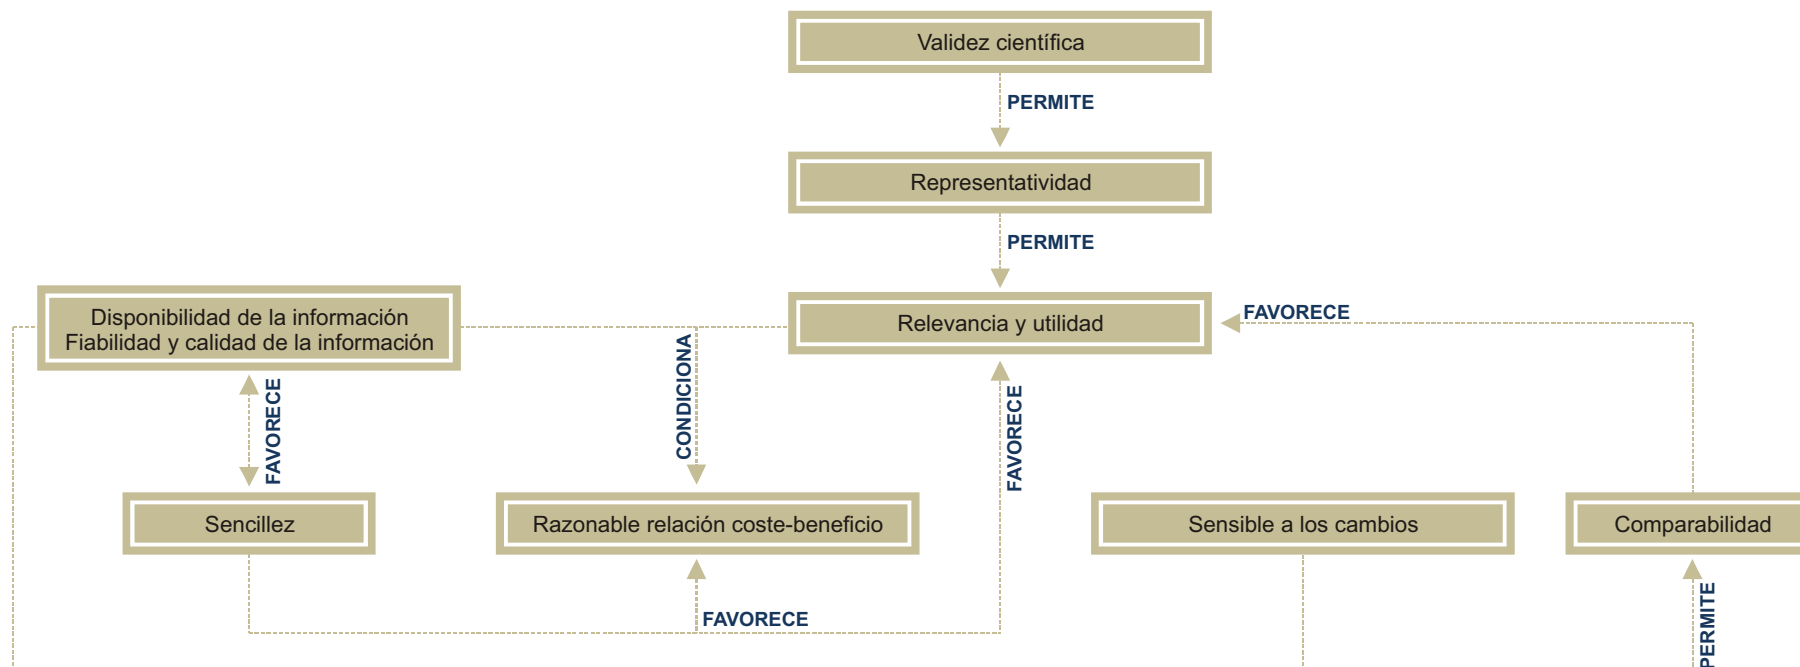 Validez científica
PERMITE
Representatividad
PERMITE
Disponibilidad de la información
Fiabilidad y calidad de la información
Relevancia y utilidad
FAVORECE
FAVORECE
CONDICIONA
FAVORECE
Sencillez
Razonable relación coste-beneficio
Sensible a los cambios
Comparabilidad
FAVORECE
PERMITE